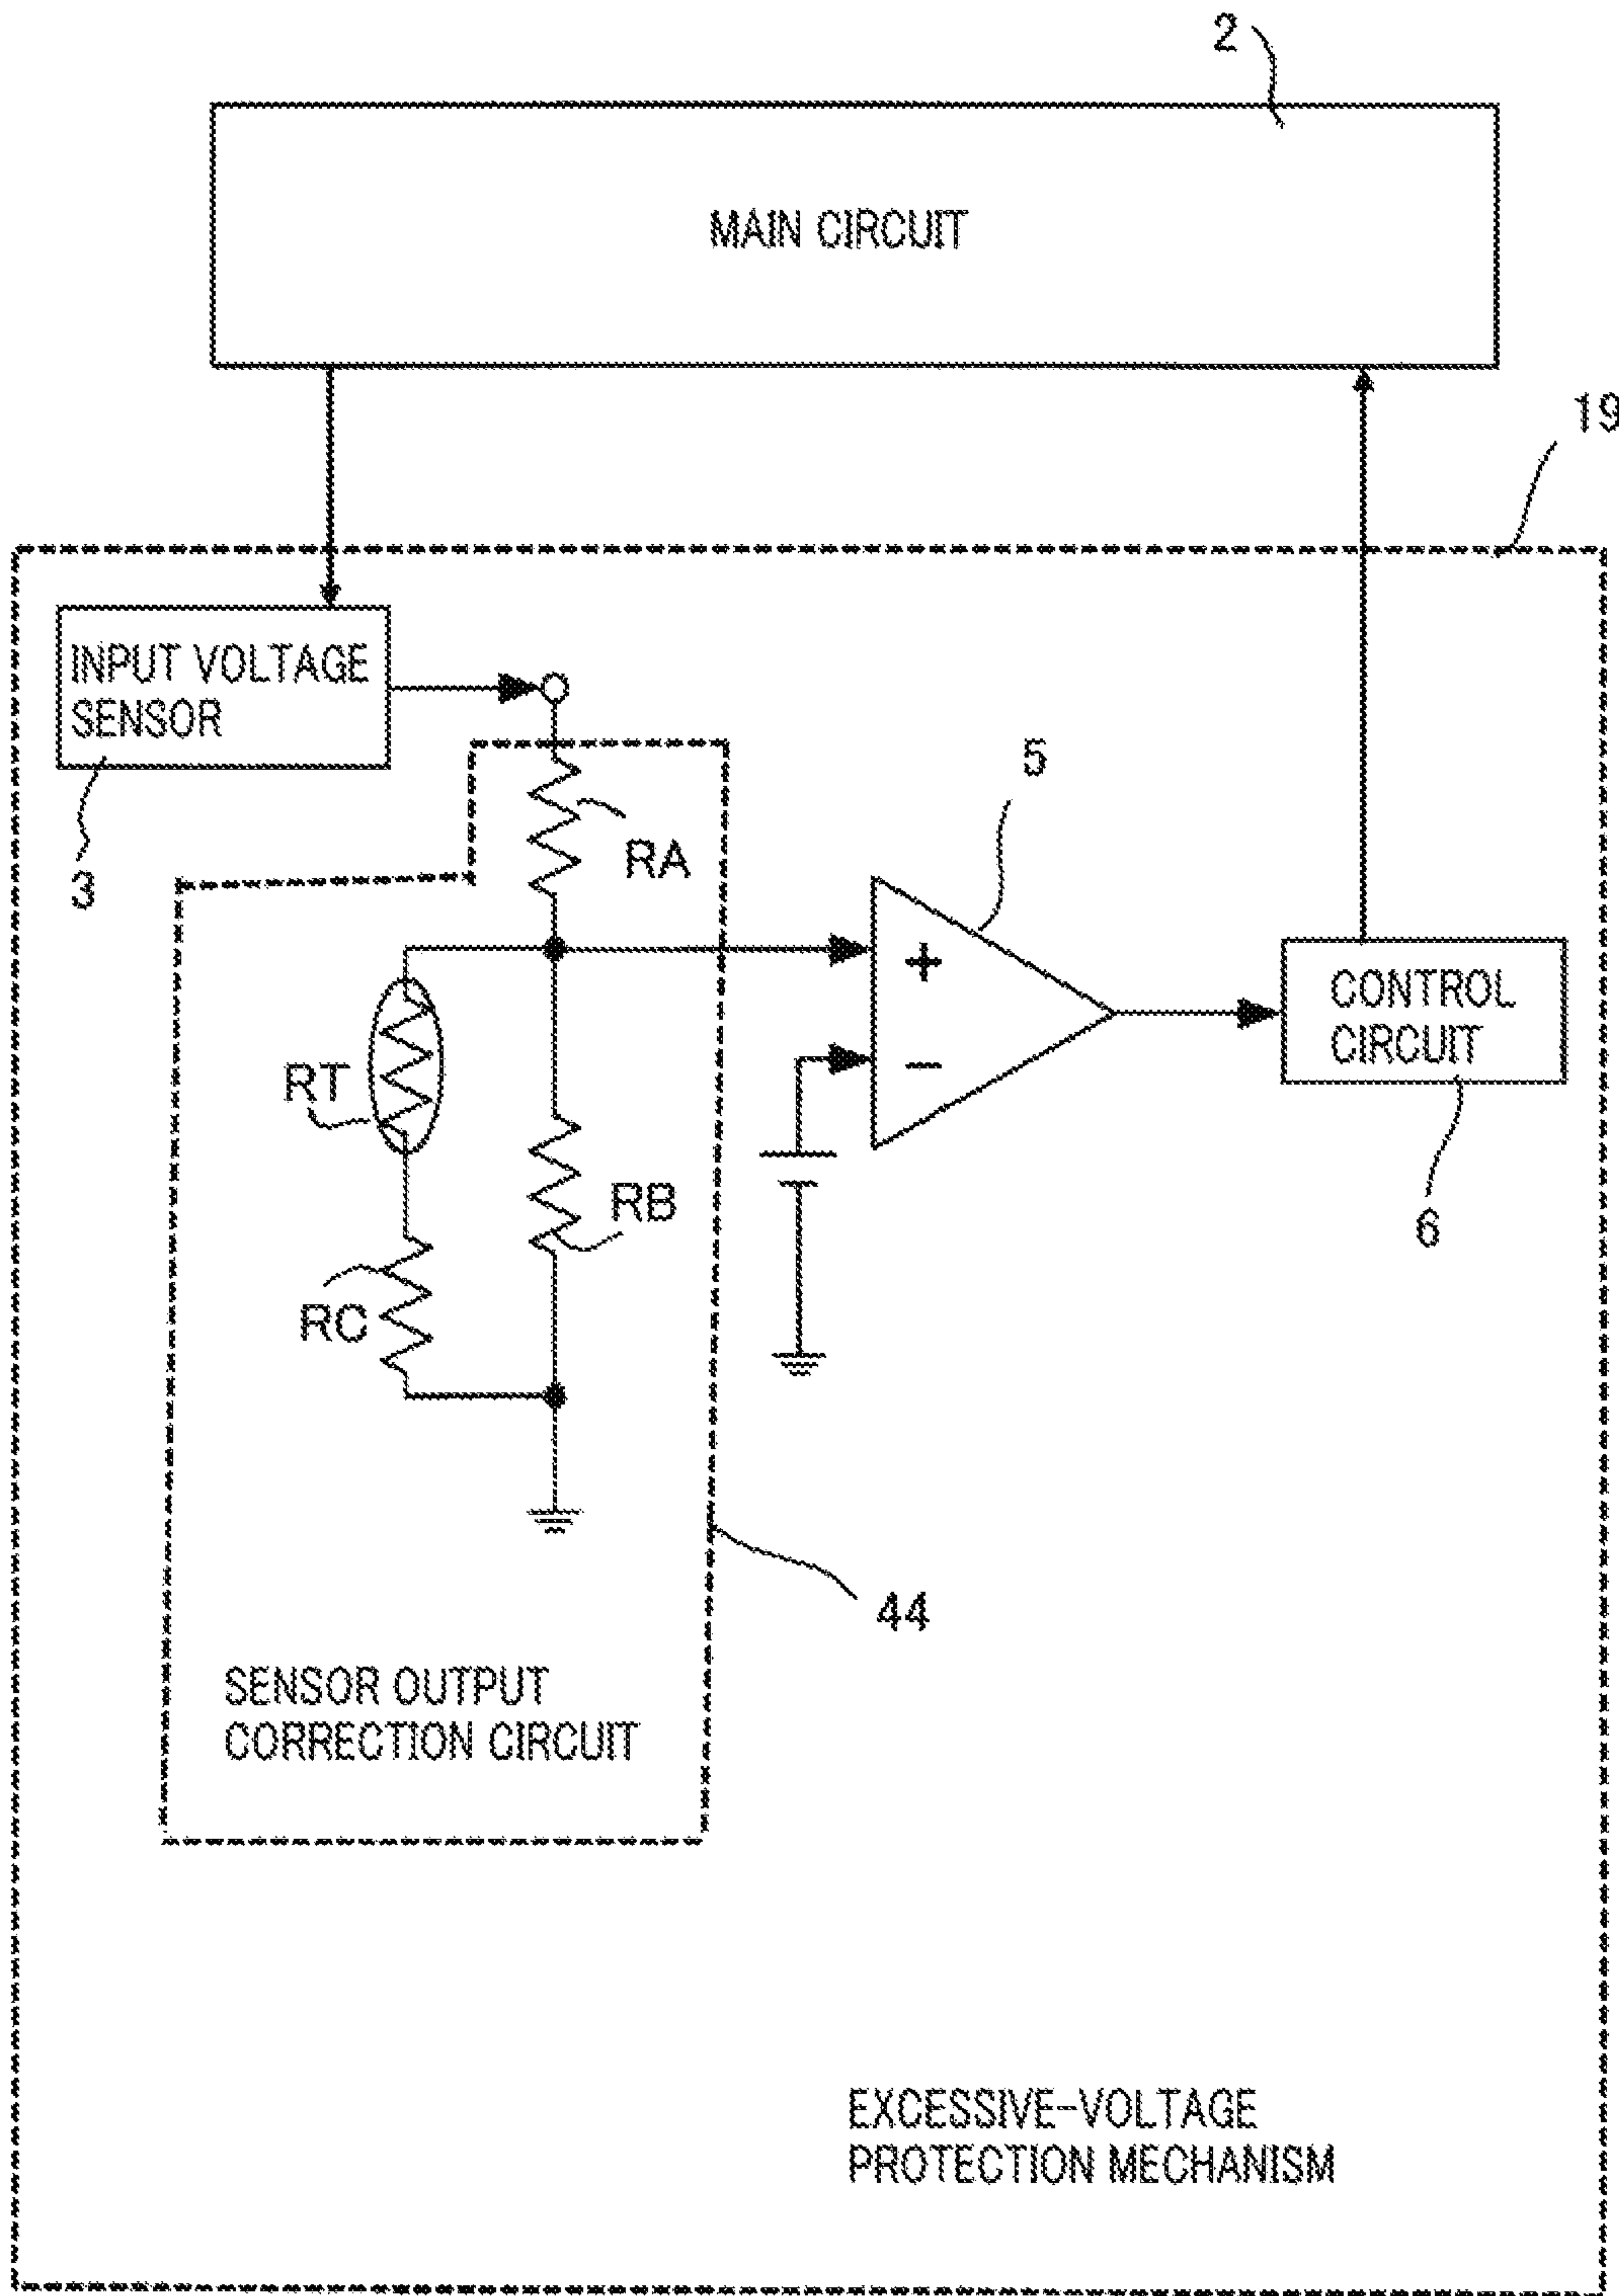 2
MAIN CIRCUIT
19
INPUT VOLTAGE
SENSOR
3
RA
5
+
−
CONTROL
CIRCUIT
6
RT
RB
RC
44
SENSOR OUTPUT
CORRECTION CIRCUIT
EXCESSIVE-VOLTAGE
PROTECTION MECHANISM